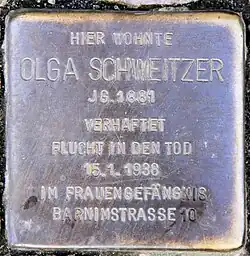 HIER WOHNTE
OLGA SCHWEITZER
JG. 1881
VERHAFTET
FLUCHT IN DEN TOD
15.1.1938
IM FRAUENGEFÄNGNIS
BARNIMSTRASSE 10